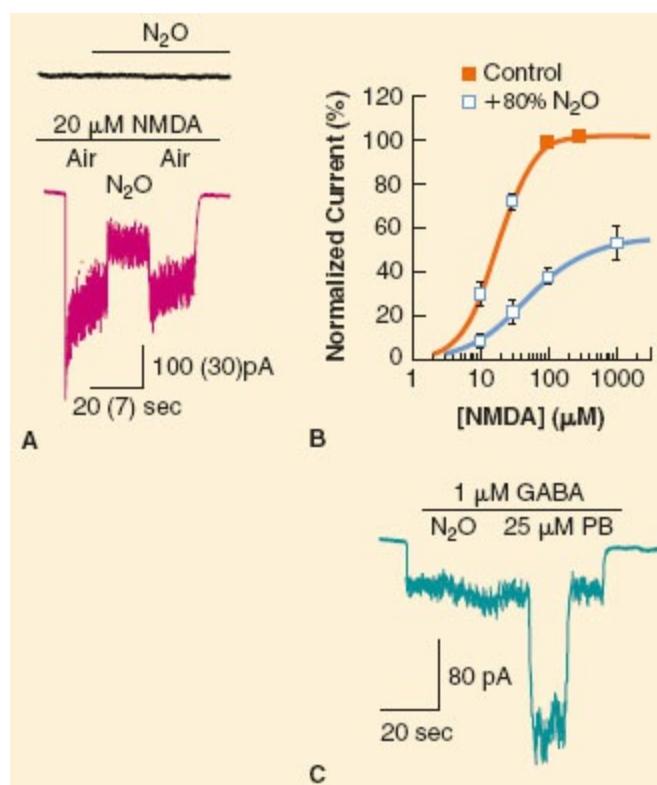 N₂O
20 µM NMDA
Air Air
N₂O
100 (30)pA
20 (7) sec
A
Control
+80% N₂O
Normalized Current (%)
120
100
80
60
40
20
0
1 10 100 1000
[NMDA] (µM)
B
1 µM GABA
N₂O 25 µM PB
80 pA
20 sec
C